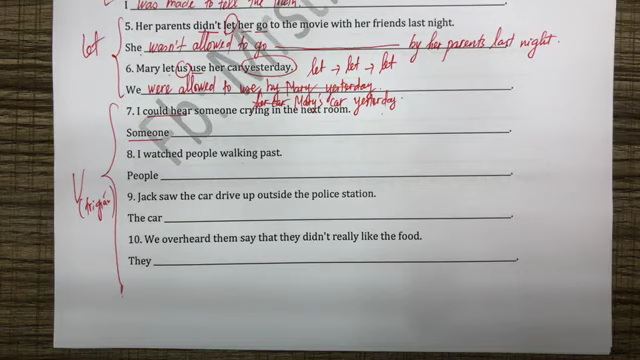 I was made to take the
5. Her parents didn't let her go to the movie with her friends last night.
let
She wasn't allowed to go by her parents last night.
6. Mary let us use her car yesterday. let → let → let
We were allowed to use by Mary yesterday.
Mary's car yesterday.
7. I could hear someone crying in the next room.
Someone
8. I watched people walking past.
People
9. Jack saw the car drive up outside the police station.
The car
10. We overheard them say that they didn't really like the food.
They